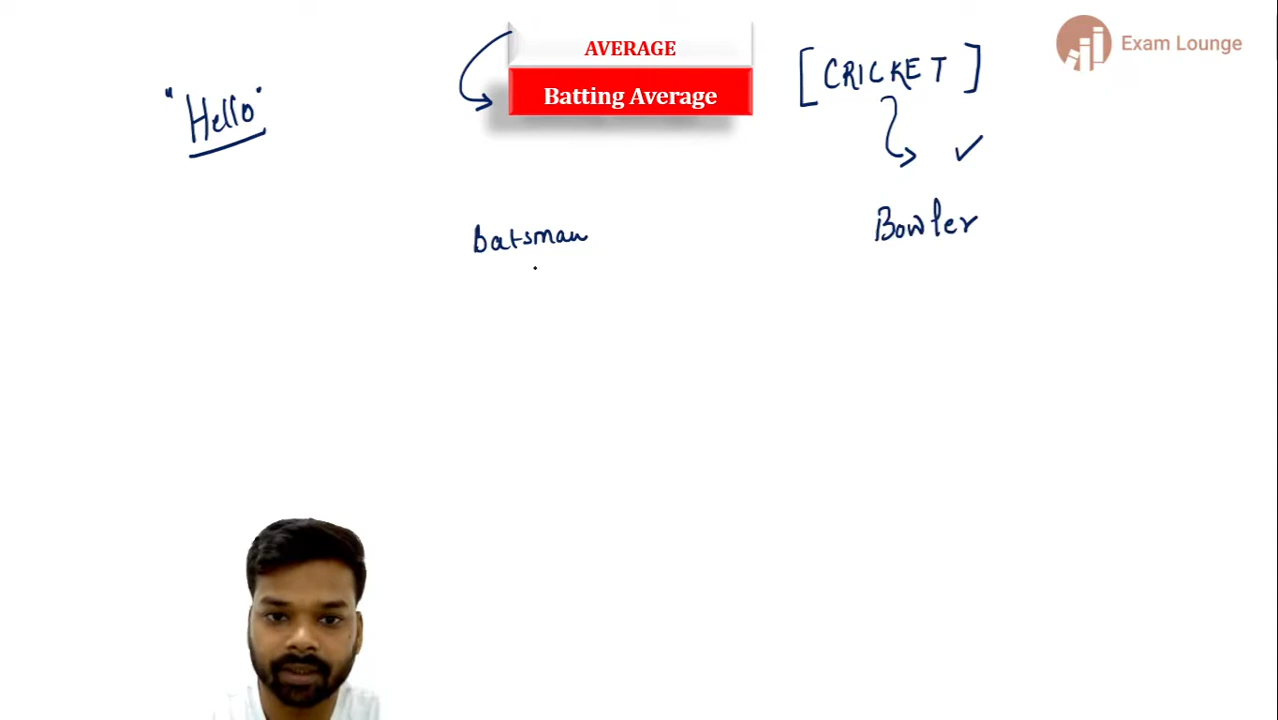 AVERAGE
Exam Lounge
[CRICKET]
Batting Average
"Hello"
Batsman
Bowler